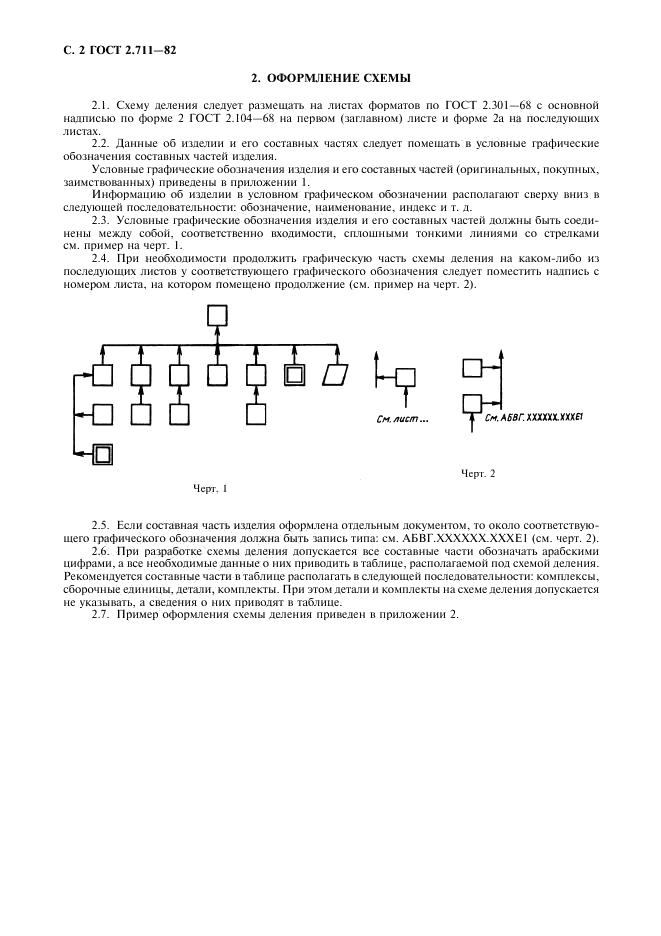 С. 2 ГОСТ 2.711—82
2. ОФОРМЛЕНИЕ СХЕМЫ
2.1. Схему деления следует размещать на листах форматов по ГОСТ 2.301—68 с основной
надписью по форме 2 ГОСТ 2.104—68 на первом (заглавном) листе и форме 2а на последующих
листах.
2.2. Данные об изделии и его составных частях следует помещать в условные графические
обозначения составных частей изделия.
Условные графические обозначения изделия и его составных частей (оригинальных, покупных,
заимствованных) приведены в приложении 1.
Информацию об изделии в условном графическом обозначении располагают сверху вниз в
следующей последовательности: обозначение, наименование, индекс и т. д.
2.3. Условные графические обозначения изделия и его составных частей должны быть соеди-
нены между собой, соответственно входимости, сплошными тонкими линиями со стрелками
см. пример на черт. 1.
2.4. При необходимости продолжить графическую часть схемы деления на каком-либо из
последующих листов у соответствующего графического обозначения следует поместить надпись с
номером листа, на котором помещено продолжение (см. пример на черт. 2).
См. лист ...
См. АБВГ. XXXXXX.XXXE1
Черт. 1
Черт. 2
2.5. Если составная часть изделия оформлена отдельным документом, то около соответствую-
щего графического обозначения должна быть запись типа: см. АБВГ.XXXXXX.XXXE1 (см. черт. 2).
2.6. При разработке схемы деления допускается все составные части обозначать арабскими
цифрами, а все необходимые данные о них приводить в таблице, располагаемой под схемой деления.
Рекомендуется составные части в таблице располагать в следующей последовательности: комплексы,
сборочные единицы, детали, комплекты. При этом детали и комплекты на схеме деления допускается
не указывать, а сведения о них приводят в таблице.
2.7. Пример оформления схемы деления приведен в приложении 2.